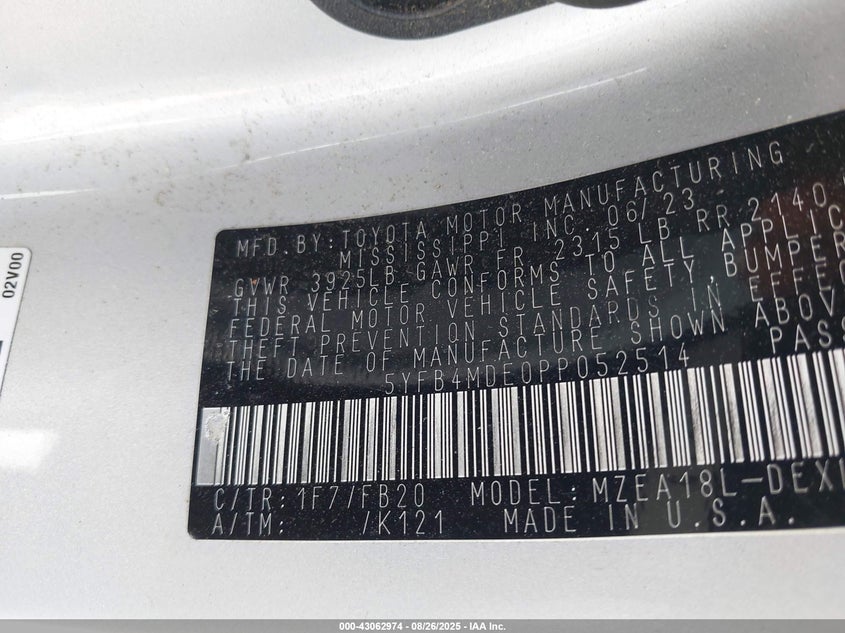 02V00
MFD. BY: TOYOTA MOTOR MANUFACTURING
MISSISSIPPI INC. 06/23
GVWR 3925LB GAWR FR 2315 LB RR 2140
THIS VEHICLE CONFORMS TO ALL APPLIC
FEDERAL MOTOR VEHICLE SAFETY, BUMPER
THEFT PREVENTION STANDARDS IN EFFEC
THE DATE OF MANUFACTURE SHOWN ABOV
5YFB4MDE0PP052514 PASS
C/TR: 1F7/FB20 MODEL: MZEA18L-DEX
A/TM: /K121 MADE IN U.S.A.
000-43062974 - 08/26/2025 - IAA Inc.